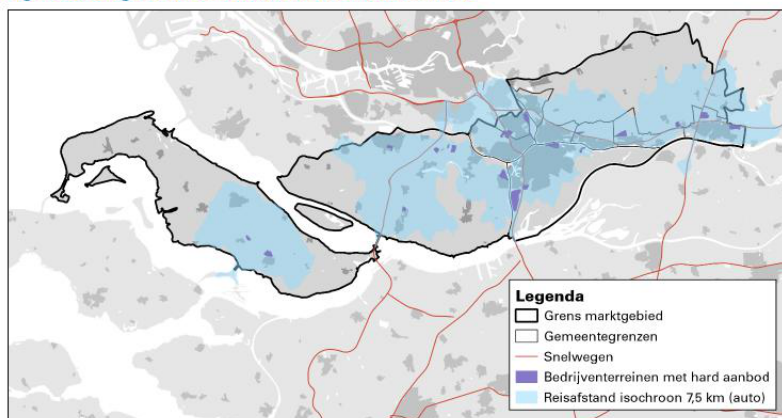 Legenda
Grens marktgebied
Gemeentegrenzen
Snelwegen
Bedrijventerreinen met hard aanbod
Reisafstand isochroon 7,5 km (auto)